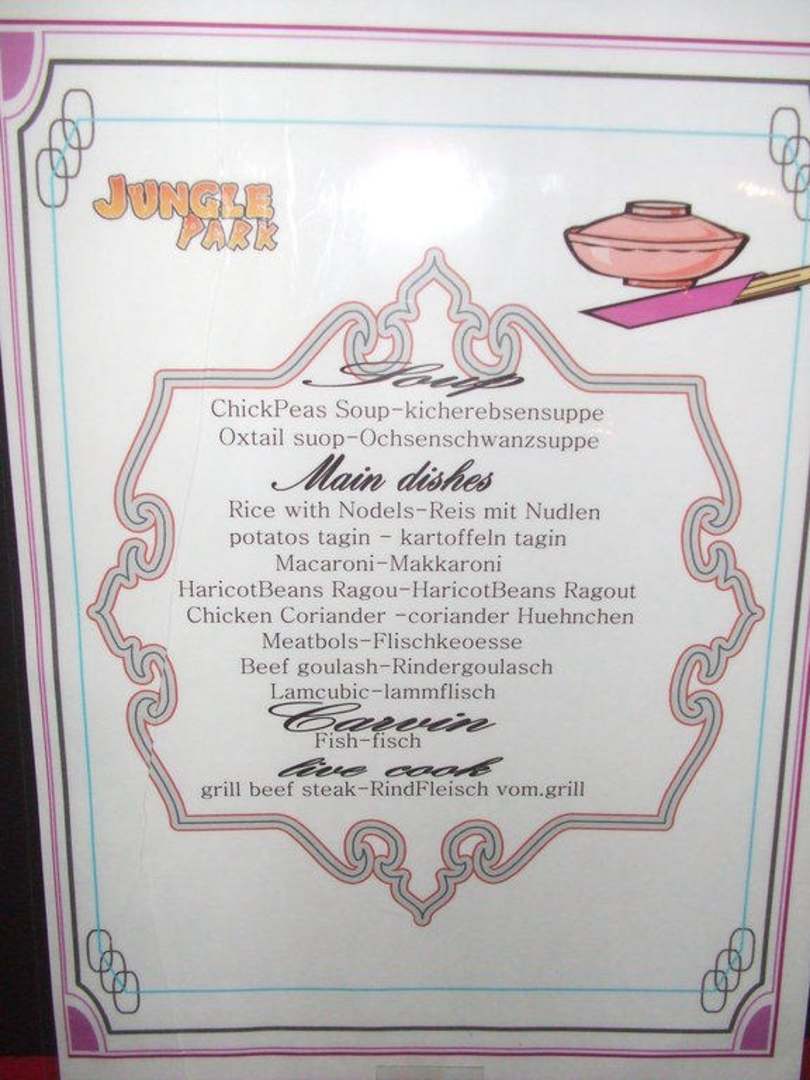 JUNGLE
PARK
Soup
ChickPeas Soup-kicherebsensuppe
Oxtail suop-Ochsenschwanzsuppe
Main dishes
Rice with Nodels-Reis mit Nudlen
potatos tagin - kartoffeln tagin
Macaroni-Makkaroni
HaricotBeans Ragou-HaricotBeans Ragout
Chicken Coriander -coriander Huehnchen
Meatbols-Flischkeoesse
Beef goulash-Rindergoulasch
Lamcubic-lammflisch
Carvin
Fish-fisch
live cook
grill beef steak-RindFleisch vom.grill